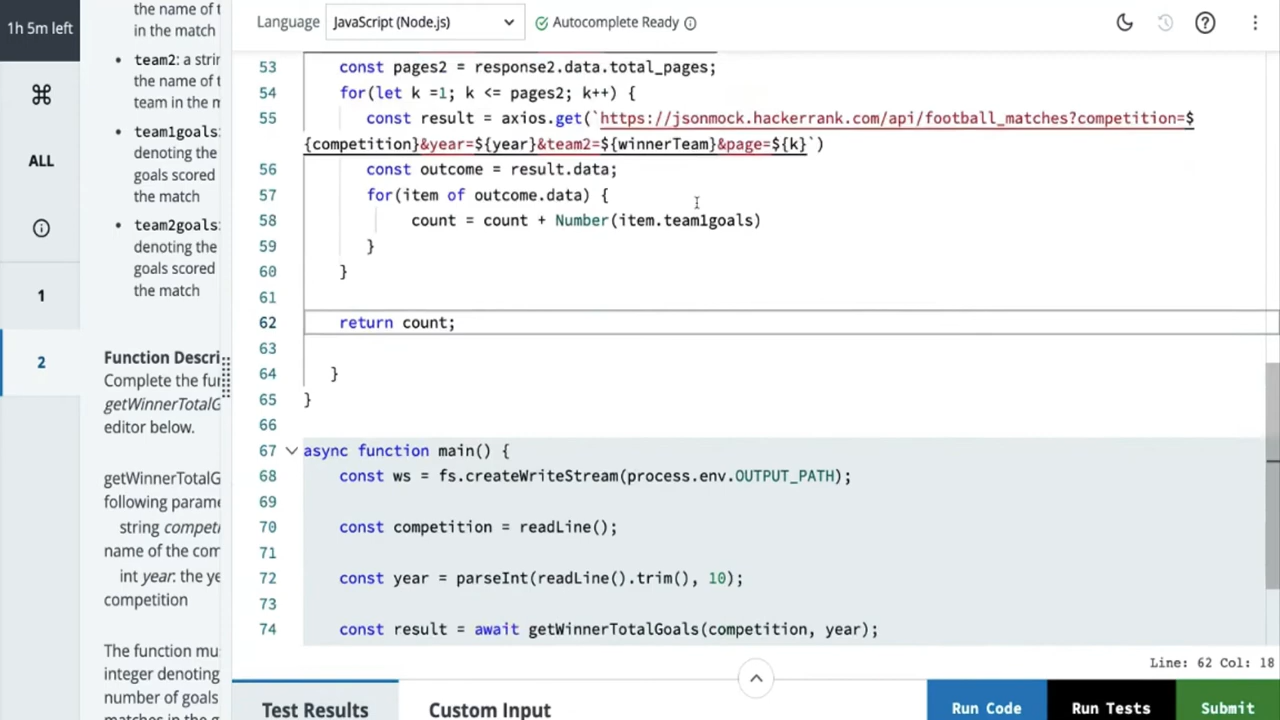 1h 5m left
ALL
1
2
the name of t
in the match
team2: a strin
the name of t
team in the m
team1goals:
denoting the
goals scored
the match
team2goals:
denoting the
goals scored
the match
Function Descri
Complete the fun
getWinnerTotalG
editor below.
getWinnerTotalG
following parame
string competi
name of the com
int year: the ye
competition
The function mu
integer denoting
number of goals
matches in the g
Language JavaScript (Node.js) Autocomplete Ready
53 const pages2 = response2.data.total_pages;
54 for(let k =1; k <= pages2; k++) {
55 const result = axios.get(`https://jsonmock.hackerrank.com/api/football_matches?competition=$
{competition}&year=${year}&team2=${winnerTeam}&page=${k}`)
56 const outcome = result.data;
57 for(item of outcome.data) {
58 count = count + Number(item.team1goals)
59 }
60 }
61
62 return count;
63
64 }
65 }
66
67 async function main() {
68 const ws = fs.createWriteStream(process.env.OUTPUT_PATH);
69
70 const competition = readLine();
71
72 const year = parseInt(readLine().trim(), 10);
73
74 const result = await getWinnerTotalGoals(competition, year);
Line: 62 Col: 18
Test Results Custom Input Run Code Run Tests Submit